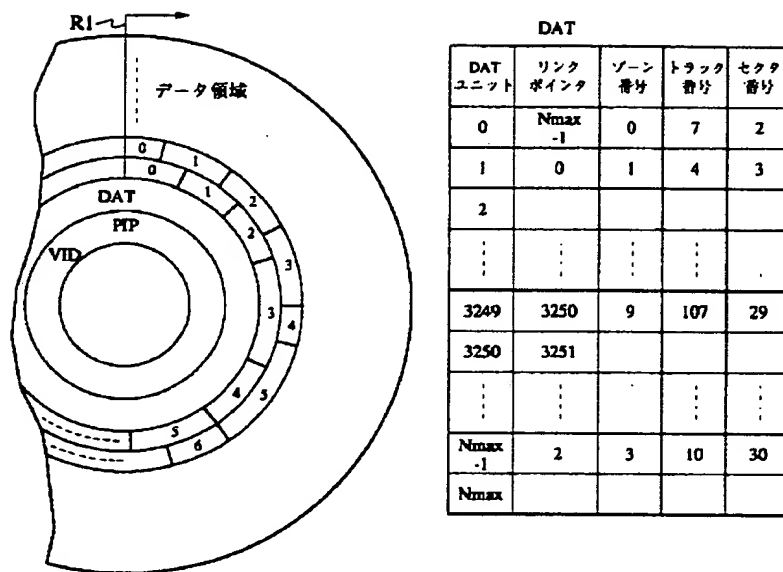 R1
データ領域
0 1 2 3 4 5
0 1 2 3 4 5 6
DAT
PIP
VID
DAT
DAT ユニット リンク ポインタ ゾーン 番号 トラック 番号 セクタ 番号
0 Nmax -1 0 7 2
1 0 1 4 3
2
3249 3250 9 107 29
3250 3251
Nmax -1 2 3 10 30
Nmax